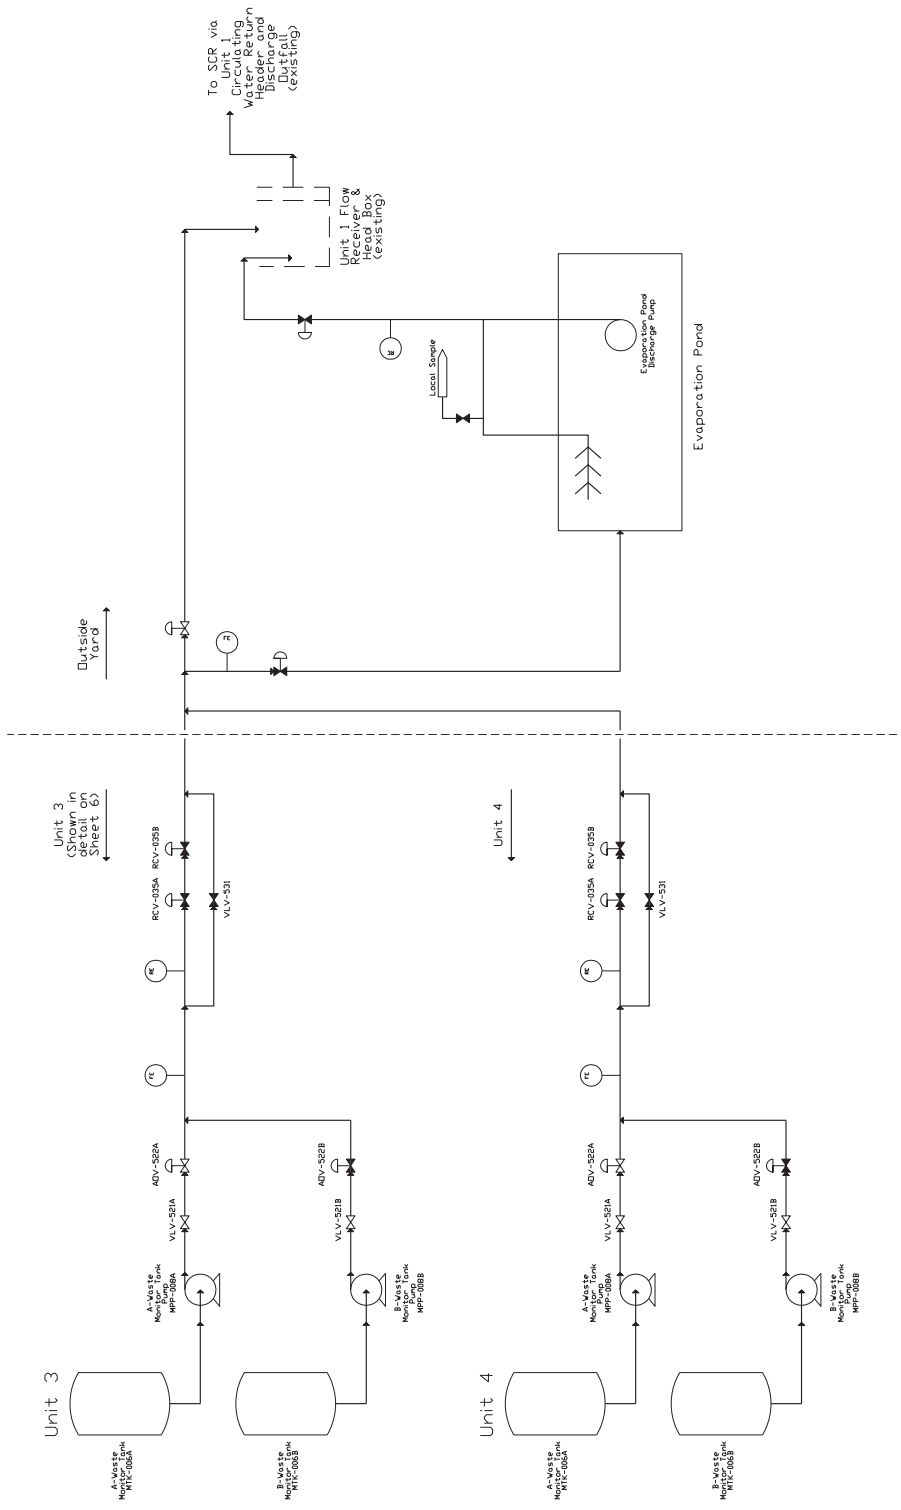 Unit 3
A-Waste
Monitor Tank
MTK-006A
A-Waste
Monitor Tank
Pump
MPP-008A
VLV-521A
AOV-522A
FE
RE
RCV-035A
RCV-035B
VLV-531
Unit 3
(Shown in
detail on
Sheet 6)
Outside
Yard
FE
B-Waste
Monitor Tank
MTK-006B
B-Waste
Monitor Tank
Pump
MPP-008B
VLV-521B
AOV-522B
To SCR via
Unit 1
Circulating
Water Return
Header and
Discharge
Outfall
(existing)
Unit 1 Flow
Receiver &
Head Box
(existing)
RE
Local Sample
Unit 4
A-Waste
Monitor Tank
MTK-006A
A-Waste
Monitor Tank
Pump
MPP-008A
VLV-521A
AOV-522A
FE
RE
RCV-035A
RCV-035B
VLV-531
Unit 4
Evaporation Pond
Discharge Pump
Evaporation Pond
B-Waste
Monitor Tank
MTK-006B
B-Waste
Monitor Tank
Pump
MPP-008B
VLV-521B
AOV-522B